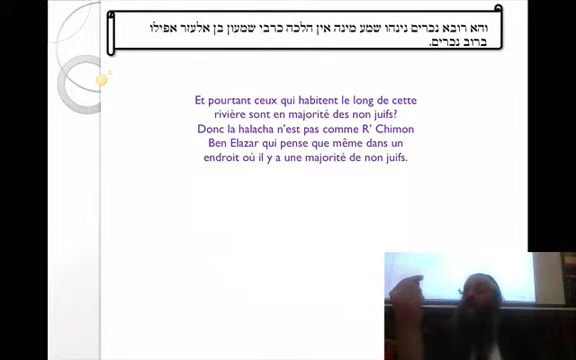 והא רובא נכרים נינהו שמע מינה אין הלכה כרבי שמעון בן אלעזר אפילו
ברוב נכרים.
Et pourtant ceux qui habitent le long de cette
rivière sont en majorité des non juifs?
Donc la halacha n'est pas comme R' Chimon
Ben Elazar qui pense que même dans un
endroit où il y a une majorité de non juifs.